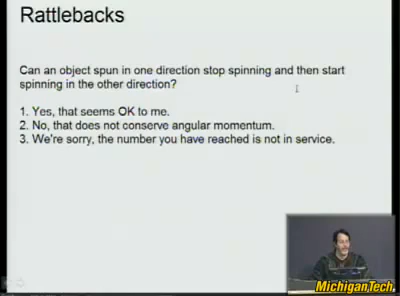 Rattlebacks
Can an object spun in one direction stop spinning and then start
spinning in the other direction?
1. Yes, that seems OK to me.
2. No, that does not conserve angular momentum.
3. We're sorry, the number you have reached is not in service.
MichiganTech